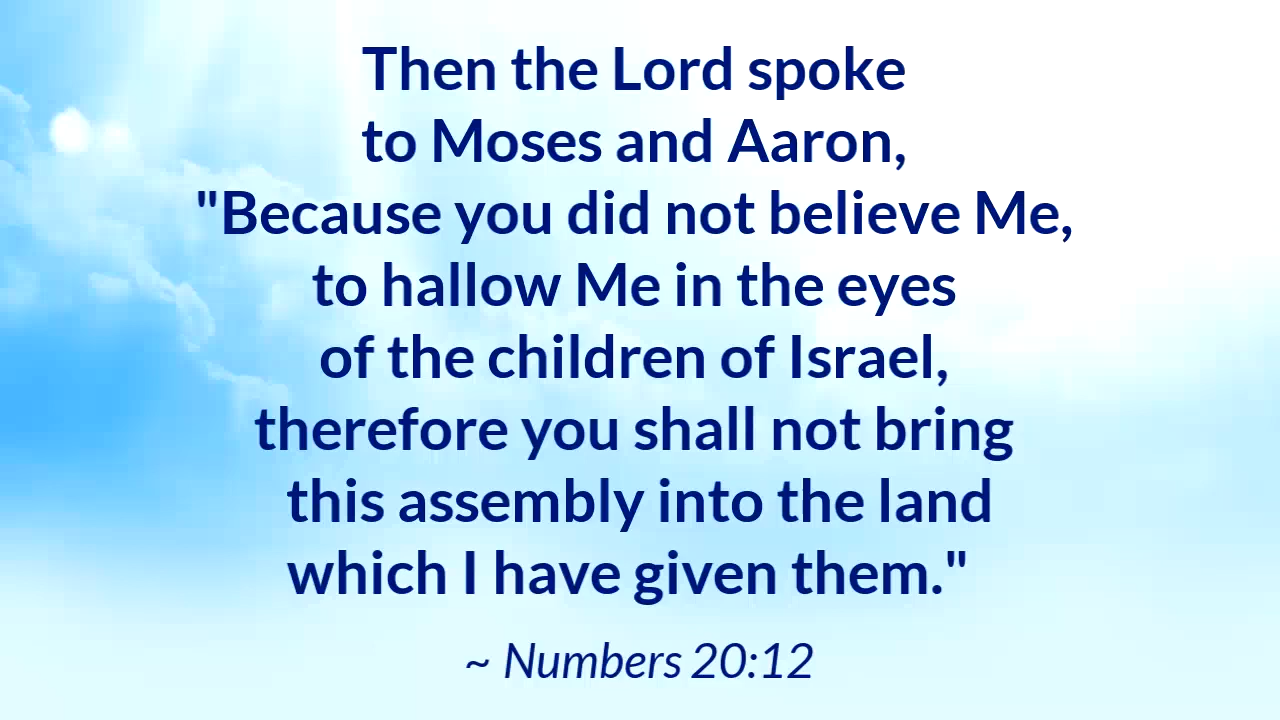 Then the Lord spoke
to Moses and Aaron,
"Because you did not believe Me,
to hallow Me in the eyes
of the children of Israel,
therefore you shall not bring
this assembly into the land
which I have given them."
~ Numbers 20:12